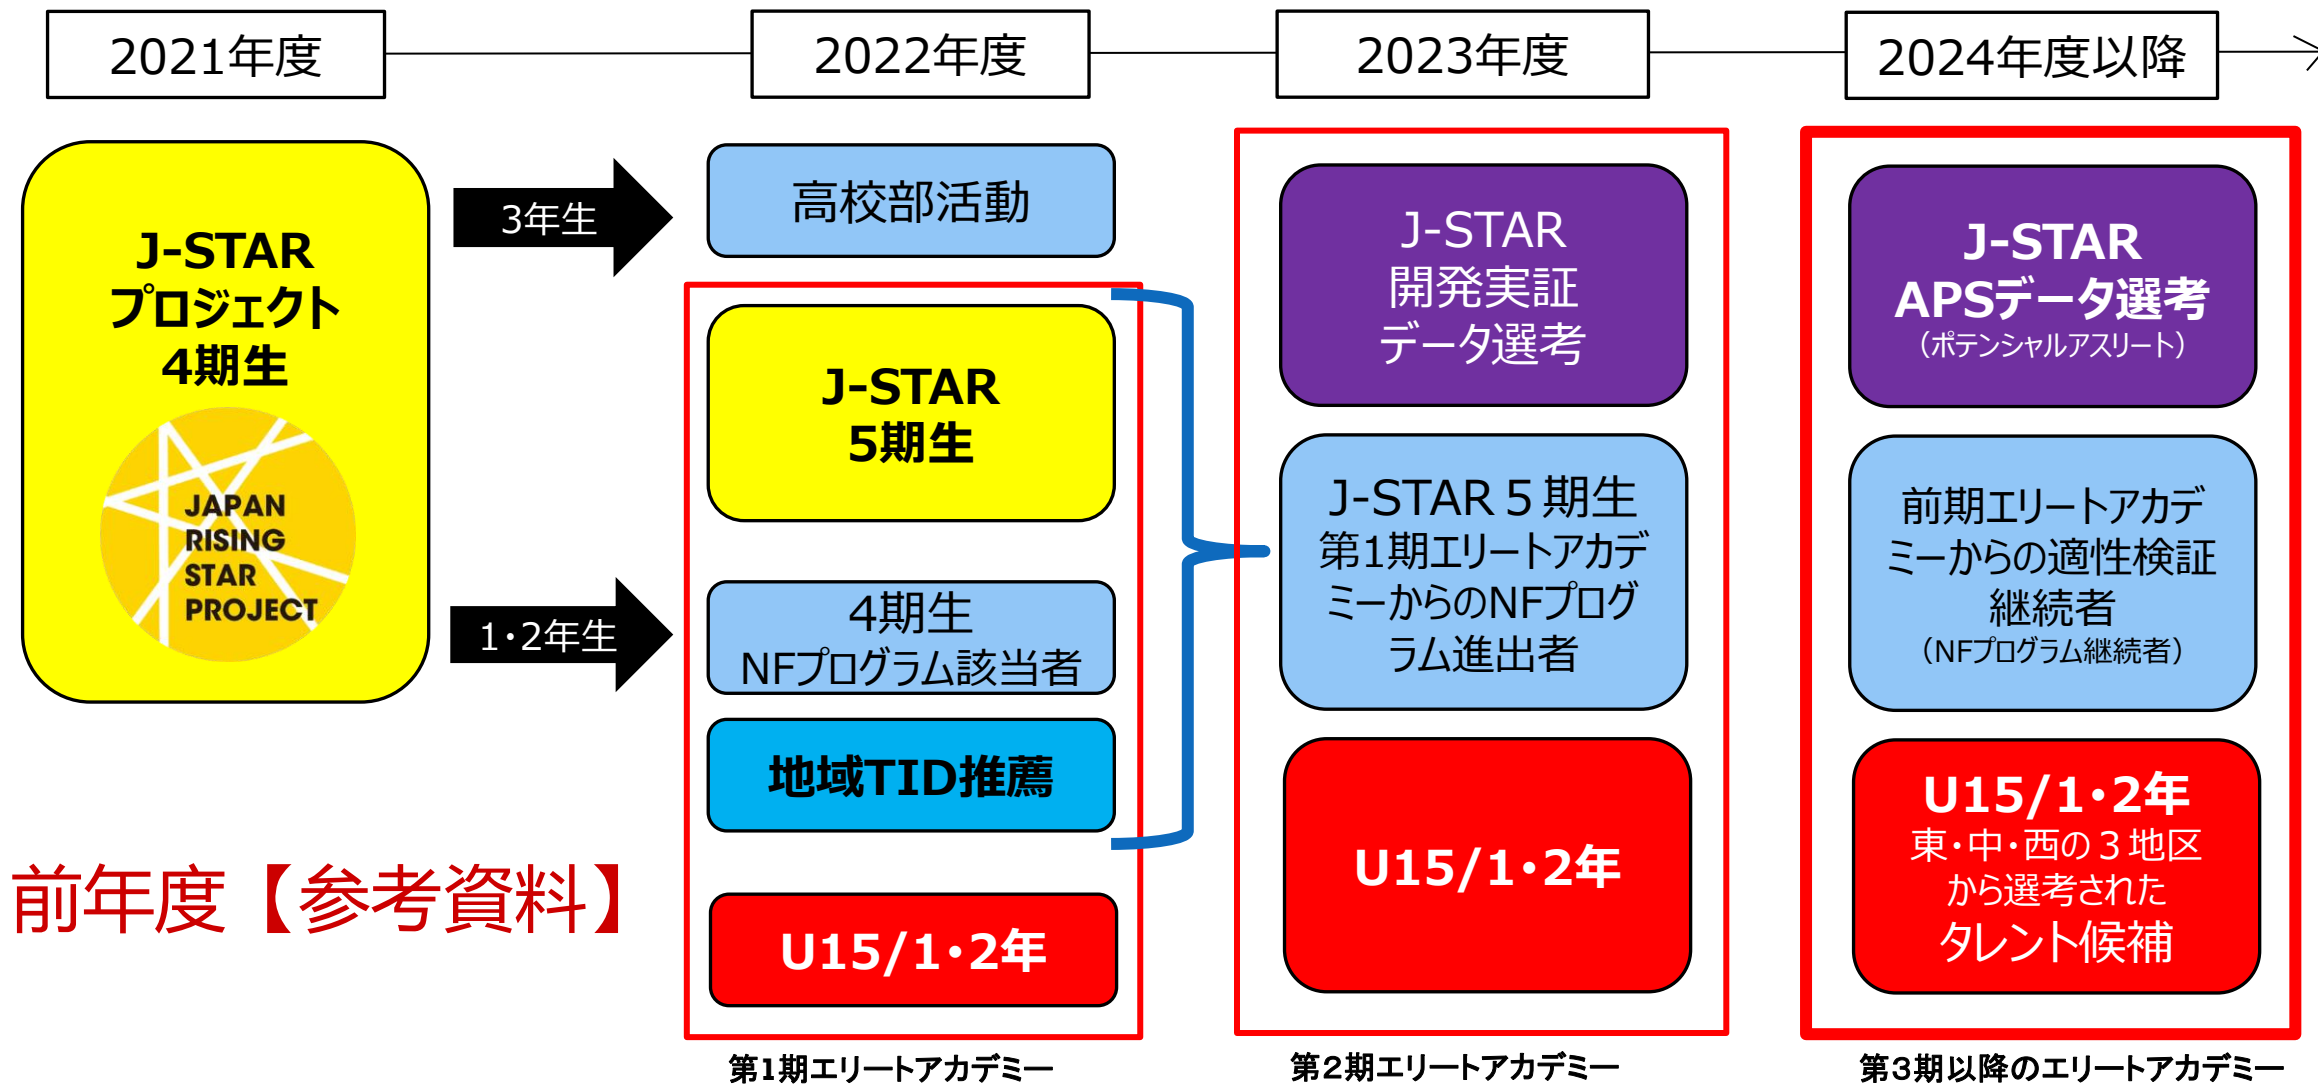 2021年度
2022年度
2023年度
2024年度以降
J-STAR
プロジェクト
4期生
JAPAN
RISING
STAR
PROJECT
3年生
1・2年生
前年度【参考資料】
高校部活動
J-STAR
5期生
4期生
NFプログラム該当者
地域TID推薦
U15/1・2年
第1期エリートアカデミー
J-STAR
開発実証
データ選考
J-STAR５期生
第1期エリートアカデ
ミーからのNFプログ
ラム進出者
U15/1・2年
第2期エリートアカデミー
J-STAR
APSデータ選考
（ポテンシャルアスリート）
前期エリートアカデ
ミーからの適性検証
継続者
（NFプログラム継続者）
U15/1・2年
東・中・西の３地区
から選考された
タレント候補
第3期以降のエリートアカデミー